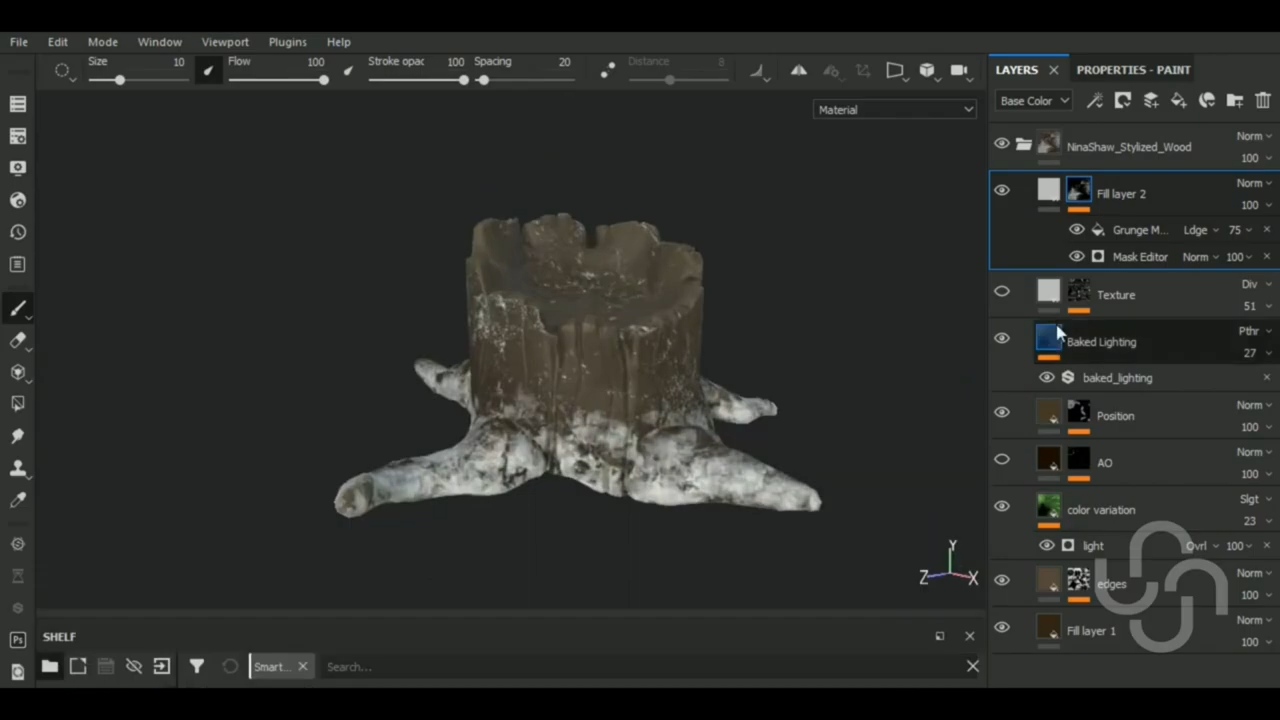 File Edit Mode Window Viewport Plugins Help
Size 10 Flow 100 Stroke opac 100 Spacing 20 Distance 8
LAYERS PROPERTIES - PAINT
Base Color
Material
NinaShaw_Stylized_Wood Norm 100
Fill layer 2 Norm 100
Grunge M... Ldge 75
Mask Editor Norm 100
Texture Div 51
Baked Lighting Pthr 27
baked_lighting
Position Norm 100
AO Norm 100
color variation Slgt 23
light Ovrl 100
edges Norm 100
Fill layer 1 Norm 100
Y
Z X
SHELF
Ps
Smart... Search...